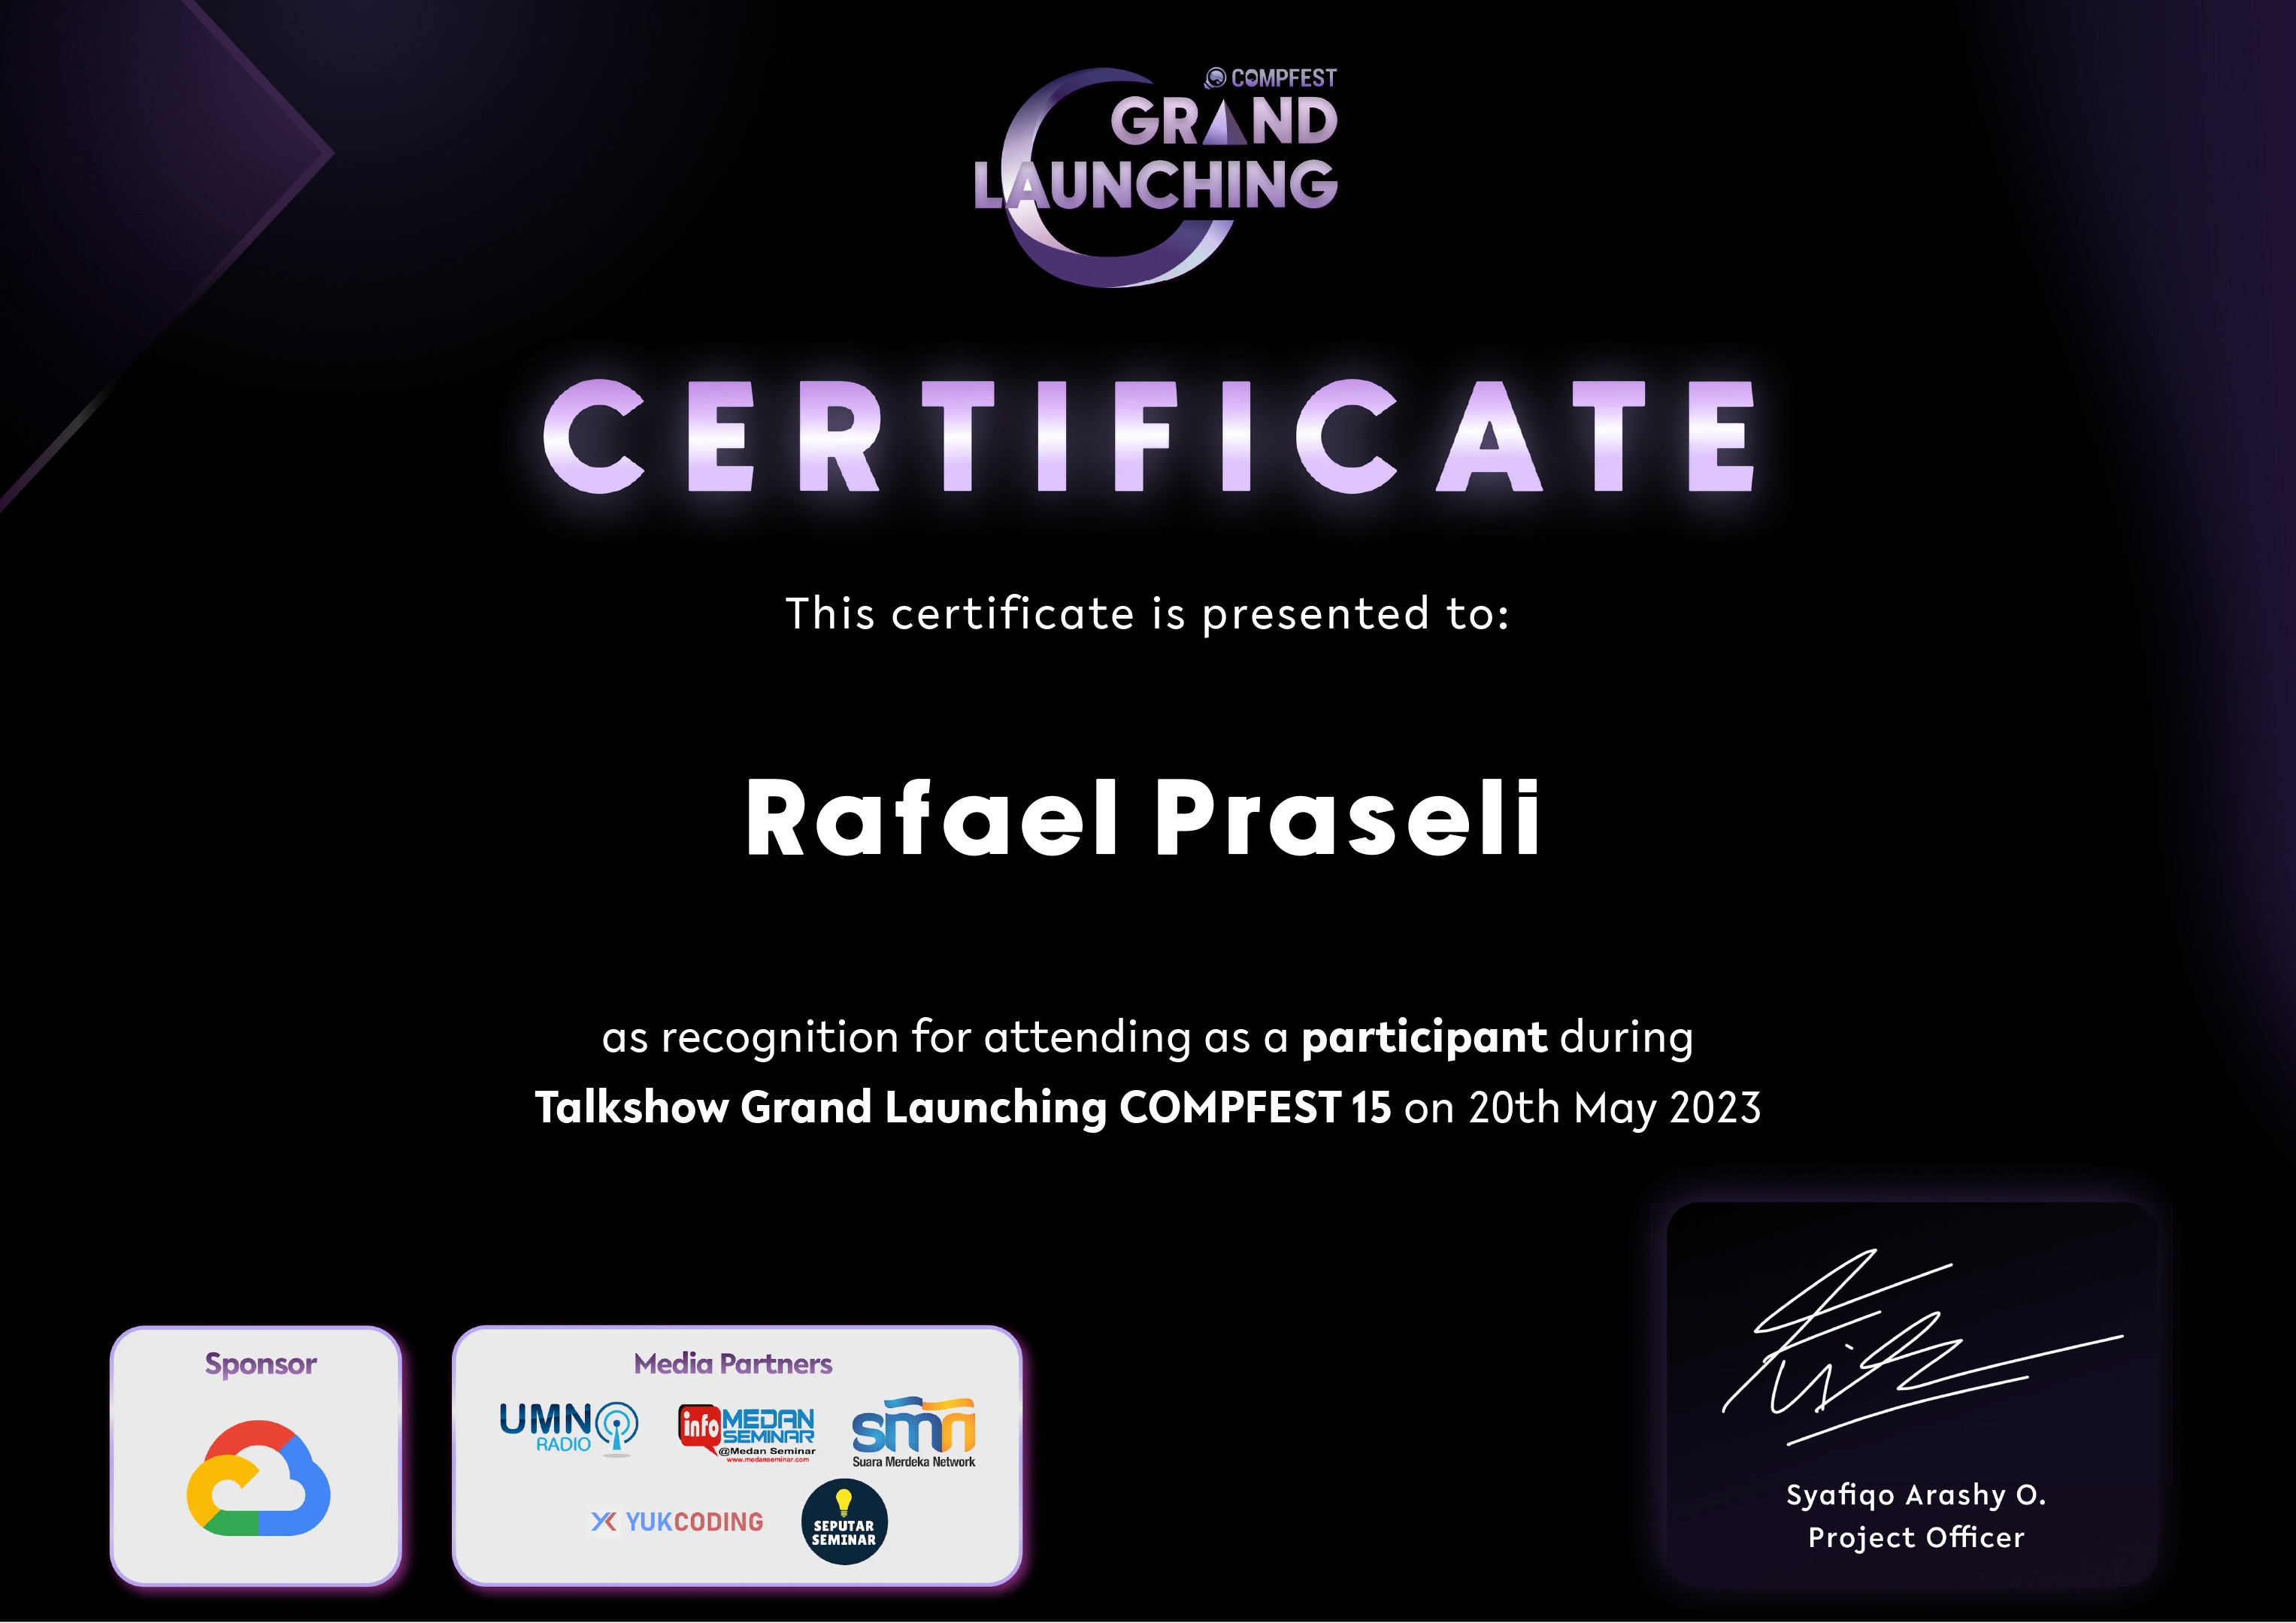 COMPFEST
GRAND
LAUNCHING
CERTIFICATE
This certificate is presented to:
Rafael Praseli
as recognition for attending as a participant during
Talkshow Grand Launching COMPFEST 15 on 20th May 2023
Sponsor
Media Partners
UMN
RADIO
info MEDAN
SEMINAR
@Medan Seminar
www.medanseminar.com
smn
Suara Merdeka Network
YUKCODING
SEPUTAR
SEMINAR
Syafiqo Arashy O.
Project Officer